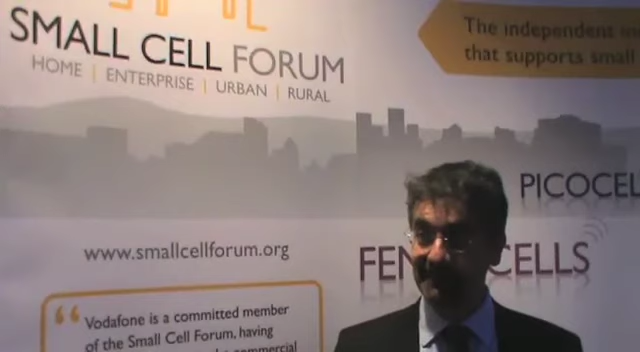 SMALL CELL FORUM
HOME | ENTERPRISE | URBAN | RURAL
The independent
that supports small
PICOCEL
www.smallcellforum.org
FEM CELLS
“ Vodafone is a committed member
of the Small Cell Forum, having
commercial